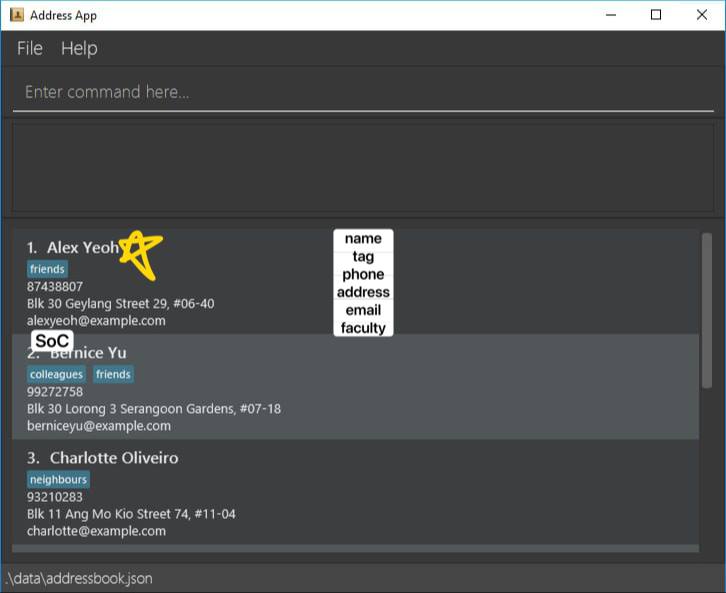 Address App
File Help
Enter command here...
1. Alex Yeoh
friends
87438807
Blk 30 Geylang Street 29, #06-40
alexyeoh@example.com
name
tag
phone
address
email
faculty
SoC
2. Bernice Yu
colleagues friends
99272758
Blk 30 Lorong 3 Serangoon Gardens, #07-18
berniceyu@example.com
3. Charlotte Oliveiro
neighbours
93210283
Blk 11 Ang Mo Kio Street 74, #11-04
charlotte@example.com
.\data\addressbook.json